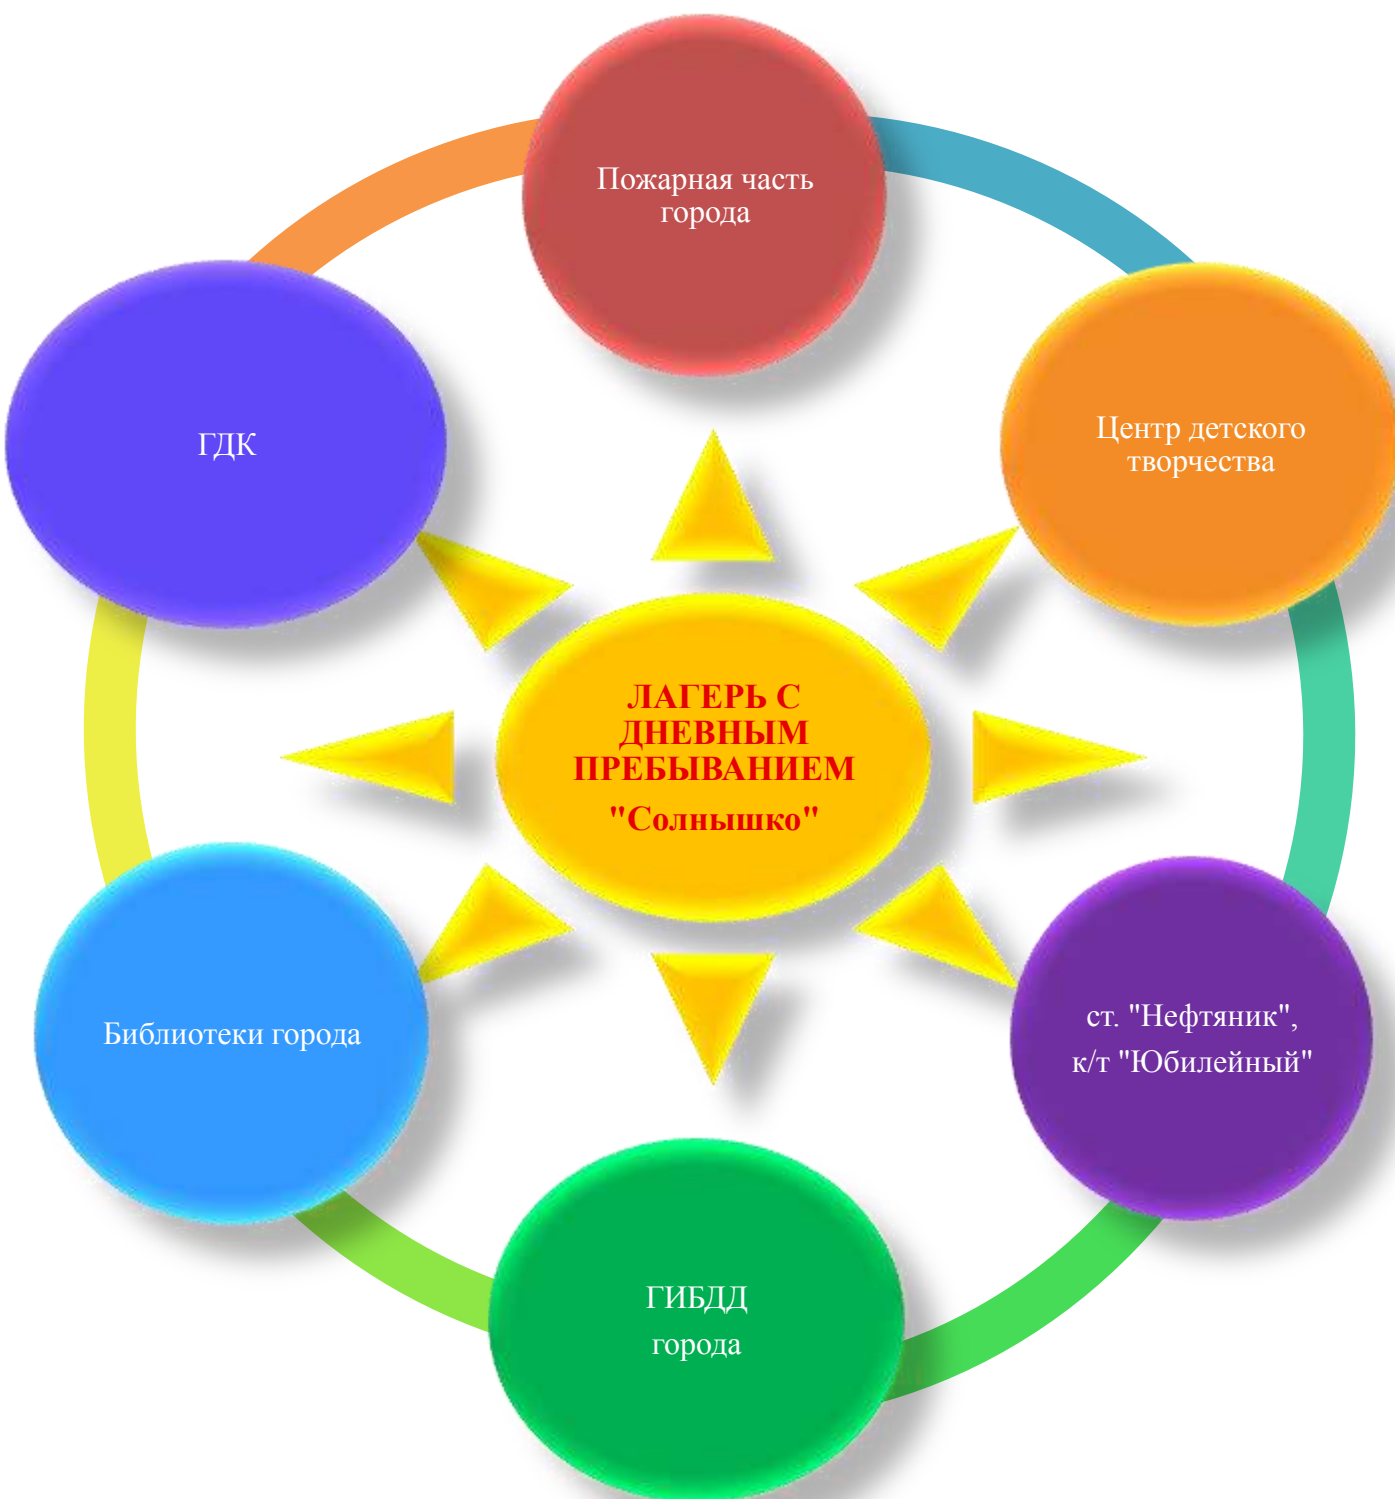 Пожарная часть
города
Центр детского
творчества
ГДК
ЛАГЕРЬ С
ДНЕВНЫМ
ПРЕБЫВАНИЕМ
"Солнышко"
ст. "Нефтяник",
к/т "Юбилейный"
Библиотеки города
ГИБДД
города